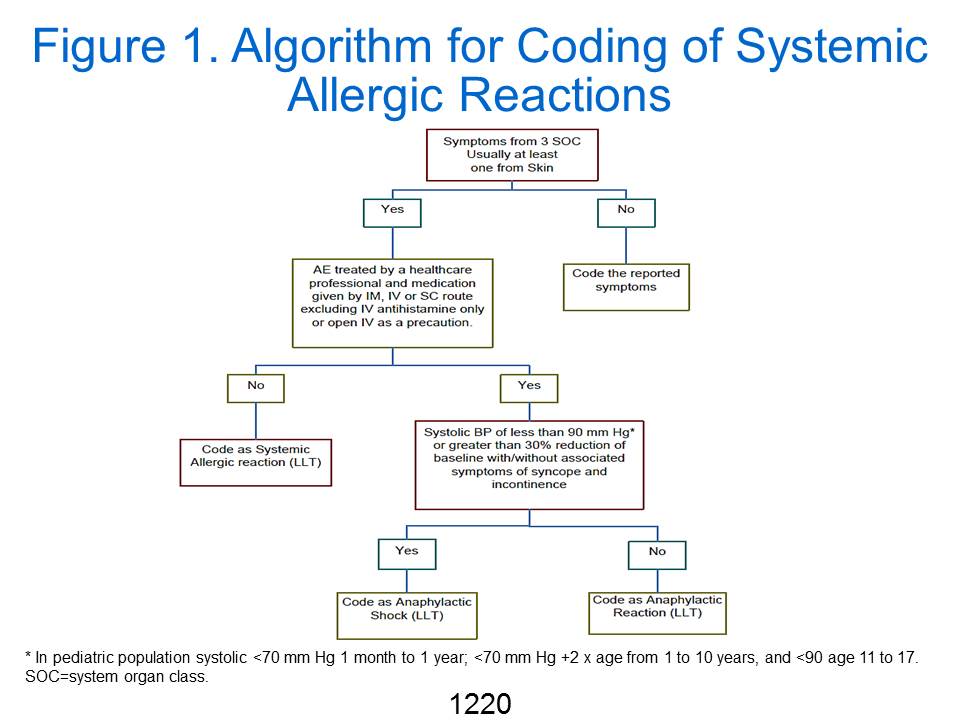 Figure 1. Algorithm for Coding of Systemic
Allergic Reactions
Symptoms from 3 SOC
Usually at least
one from Skin
Yes
No
AE treated by a healthcare
professional and medication
given by IM, IV or SC route
excluding IV antihistamine only
or open IV as a precaution.
Code the reported
symptoms
No
Yes
Code as Systemic
Allergic reaction (LLT)
Systolic BP of less than 90 mm Hg*
or greater than 30% reduction of
baseline with/without associated
symptoms of syncope and
incontinence
Yes
No
Code as Anaphylactic
Shock (LLT)
Code as Anaphylactic
Reaction (LLT)
* In pediatric population systolic <70 mm Hg 1 month to 1 year; <70 mm Hg +2 x age from 1 to 10 years, and <90 age 11 to 17.
SOC=system organ class.
1220